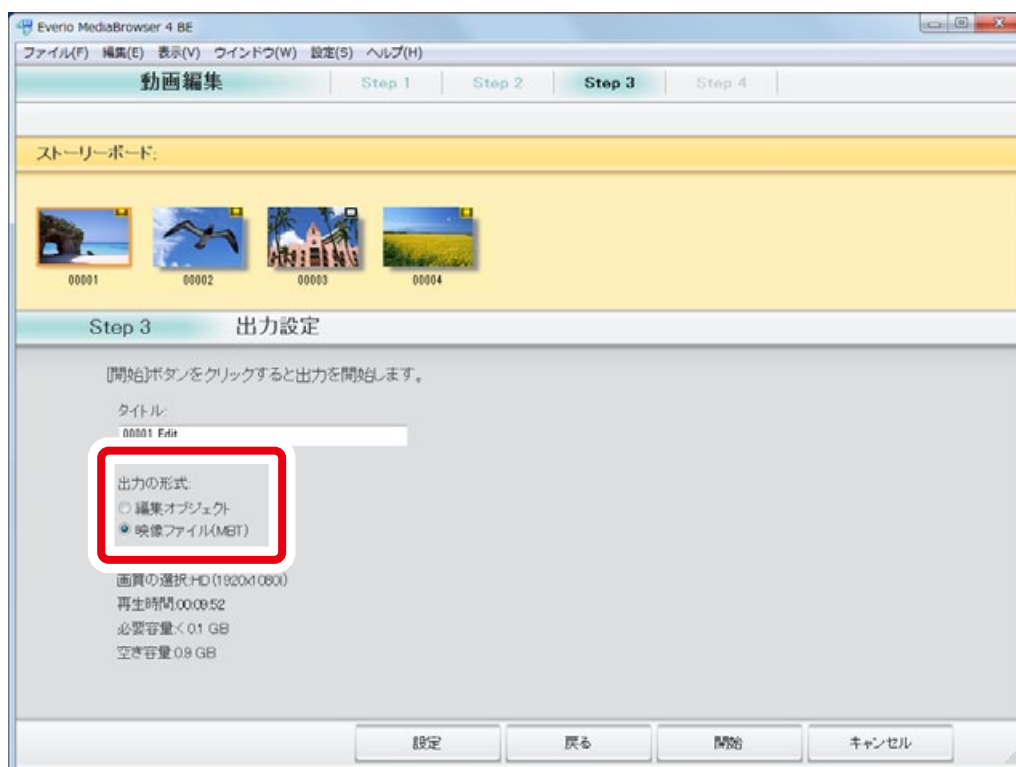 Everio MediaBrowser 4 BE
ファイル(F) 編集(E) 表示(V) ウインドウ(W) 設定(S) ヘルプ(H)
動画編集 Step 1 Step 2 Step 3 Step 4
ストーリーボード:
00001 00002 00003 00004
Step 3 出力設定
[開始]ボタンをクリックすると出力を開始します。
タイトル:
00001 Edit
出力の形式:
編集オブジェクト
映像ファイル(MBT)
画質の選択:HD(1920x1080i)
再生時間:00:09:52
必要容量:< 0.1 GB
空き容量:0.9 GB
設定 戻る 開始 キャンセル